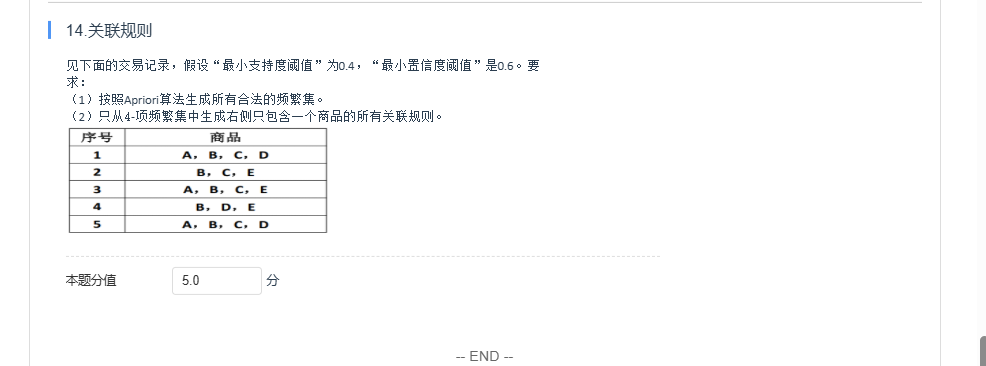 14.关联规则
见下面的交易记录，假设“最小支持度阈值”为0.4，“最小置信度阈值”是0.6。要
求：
（1）按照Apriori算法生成所有合法的频繁集。
（2）只从4-项频繁集中生成右侧只包含一个商品的所有关联规则。
序号 商品
1 A，B，C，D
2 B，C，E
3 A，B，C，E
4 B，D，E
5 A，B，C，D
本题分值 5.0 分
-- END --